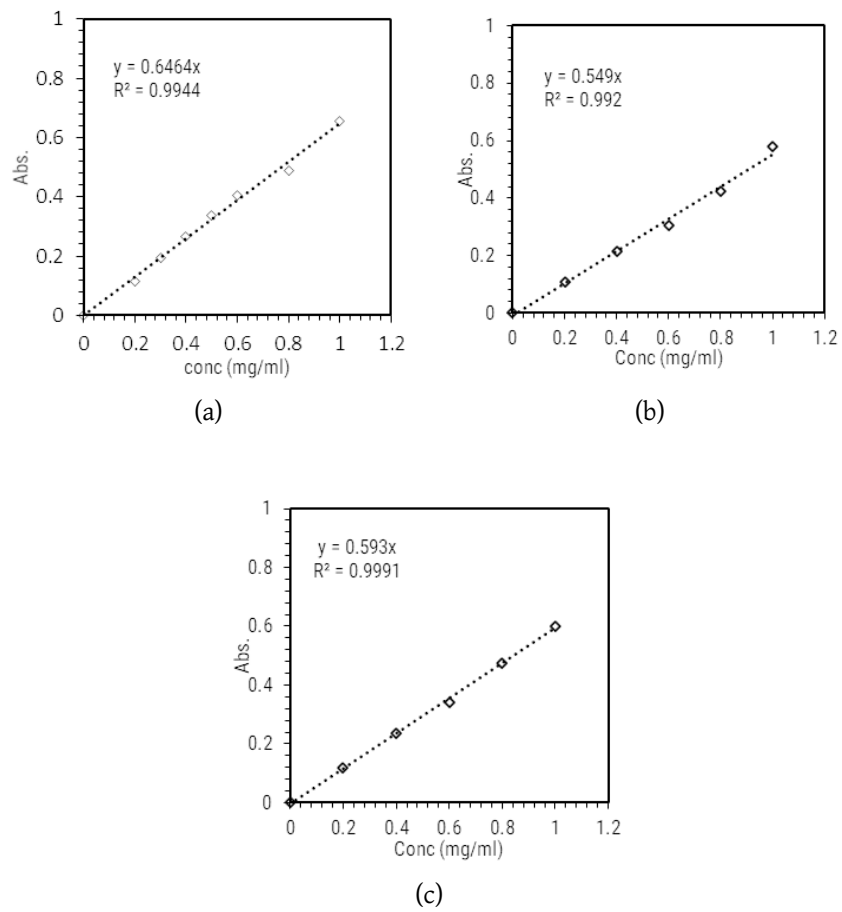 1
0.8
0.6
0.4
0.2
0
Abs.
y = 0.6464x
R² = 0.9944
0 0.2 0.4 0.6 0.8 1 1.2
conc (mg/ml)
(a)
1
0.8
0.6
0.4
0.2
0
Abs.
y = 0.549x
R² = 0.992
0 0.2 0.4 0.6 0.8 1 1.2
Conc (mg/ml)
(b)
1
0.8
0.6
0.4
0.2
0
Abs.
y = 0.593x
R² = 0.9991
0 0.2 0.4 0.6 0.8 1 1.2
Conc (mg/ml)
(c)